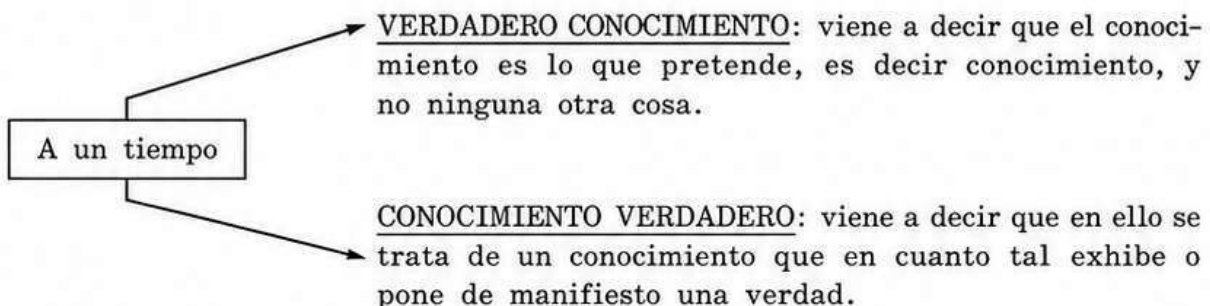 VERDADERO CONOCIMIENTO: viene a decir que el conoci-
miento es lo que pretende, es decir conocimiento, y
no ninguna otra cosa.
A un tiempo
CONOCIMIENTO VERDADERO: viene a decir que en ello se
trata de un conocimiento que en cuanto tal exhibe o
pone de manifiesto una verdad.